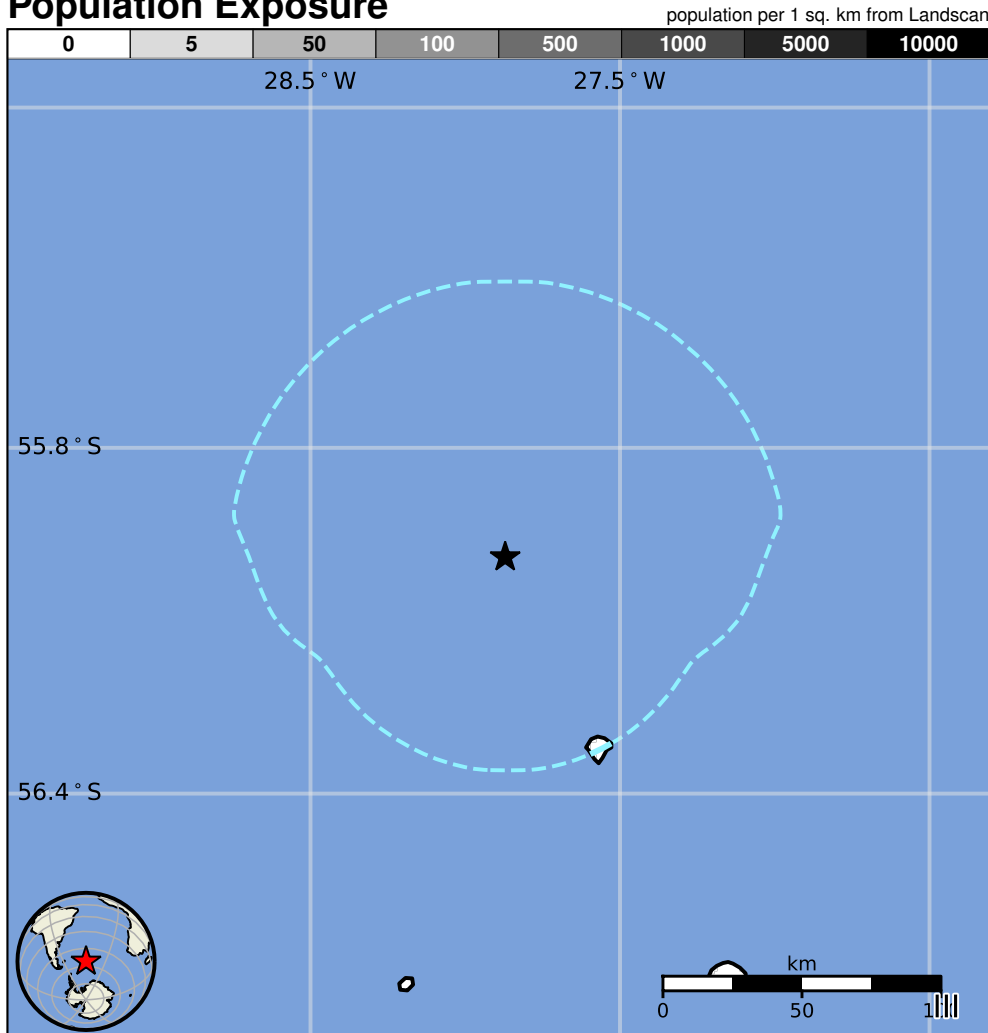 Population Exposure
population per 1 sq. km from Landscan
0 5 50 100 500 1000 5000 10000
28.5°W 27.5°W
55.8°S
56.4°S
km
0 50
III